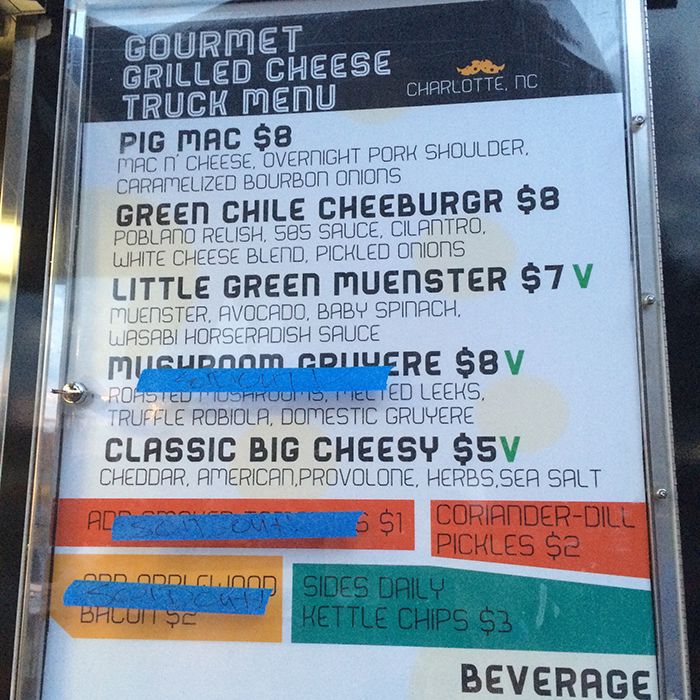 GOURMET
GRILLED CHEESE
TRUCK MENU
CHARLOTTE, NC
PIG MAC $8
MAC N' CHEESE, OVERNIGHT PORK SHOULDER,
CARAMELIZED BOURBON ONIONS
GREEN CHILE CHEEBURGR $8
POBLANO RELISH, 505 SAUCE, CILANTRO,
WHITE CHEESE BLEND, PICKLED ONIONS
LITTLE GREEN MUENSTER $7 V
MUENSTER, AVOCADO, BABY SPINACH,
WASABI HORSERADISH SAUCE
MUSHROOM GRUYERE $8 V
SOLD OUT!
ROASTED MUSHROOMS, MELTED LEEKS,
TRUFFLE ROBIOLA, DOMESTIC GRUYERE
CLASSIC BIG CHEESY $5 V
CHEDDAR, AMERICAN, PROVOLONE, HERBS, SEA SALT
ADD SMOKED $1
SOLD OUT!
CORIANDER-DILL
PICKLES $2
ADD APPLEWOOD
SOLD OUT!
BACON $2
SIDES DAILY
KETTLE CHIPS $3
BEVERAGE